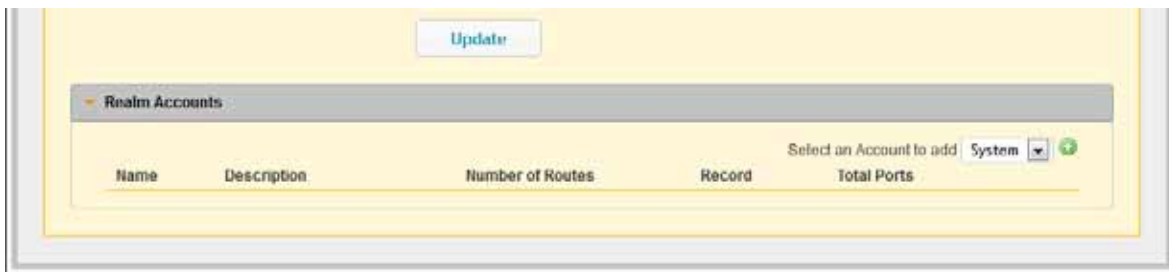 Update
Realm Accounts
Select an Account to add System
Name Description Number of Routes Record Total Ports